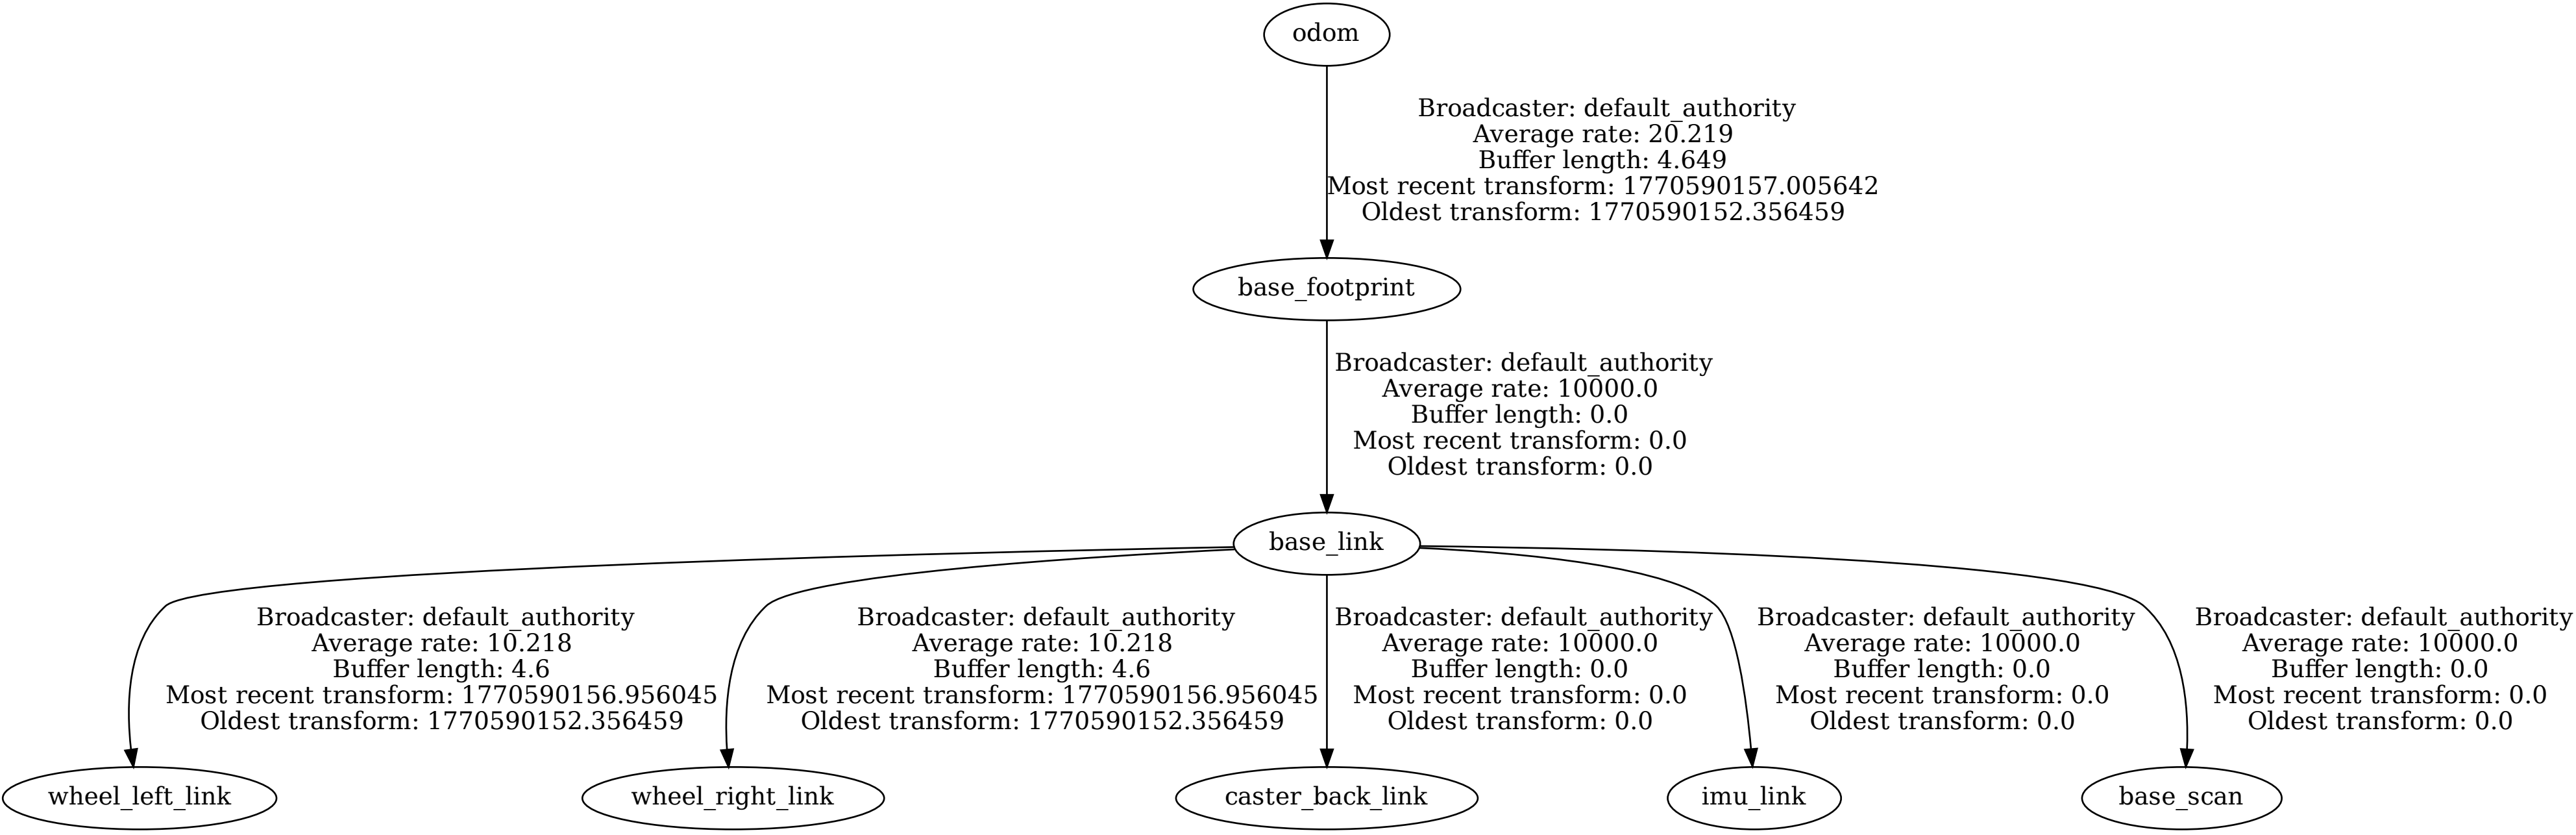 odom
Broadcaster: default_authority
Average rate: 20.219
Buffer length: 4.649
Most recent transform: 1770590157.005642
Oldest transform: 1770590152.356459
base_footprint
Broadcaster: default_authority
Average rate: 10000.0
Buffer length: 0.0
Most recent transform: 0.0
Oldest transform: 0.0
base_link
Broadcaster: default_authority
Average rate: 10.218
Buffer length: 4.6
Most recent transform: 1770590156.956045
Oldest transform: 1770590152.356459
Broadcaster: default_authority
Average rate: 10.218
Buffer length: 4.6
Most recent transform: 1770590156.956045
Oldest transform: 1770590152.356459
Broadcaster: default_authority
Average rate: 10000.0
Buffer length: 0.0
Most recent transform: 0.0
Oldest transform: 0.0
Broadcaster: default_authority
Average rate: 10000.0
Buffer length: 0.0
Most recent transform: 0.0
Oldest transform: 0.0
Broadcaster: default_authority
Average rate: 10000.0
Buffer length: 0.0
Most recent transform: 0.0
Oldest transform: 0.0
wheel_left_link
wheel_right_link
caster_back_link
imu_link
base_scan